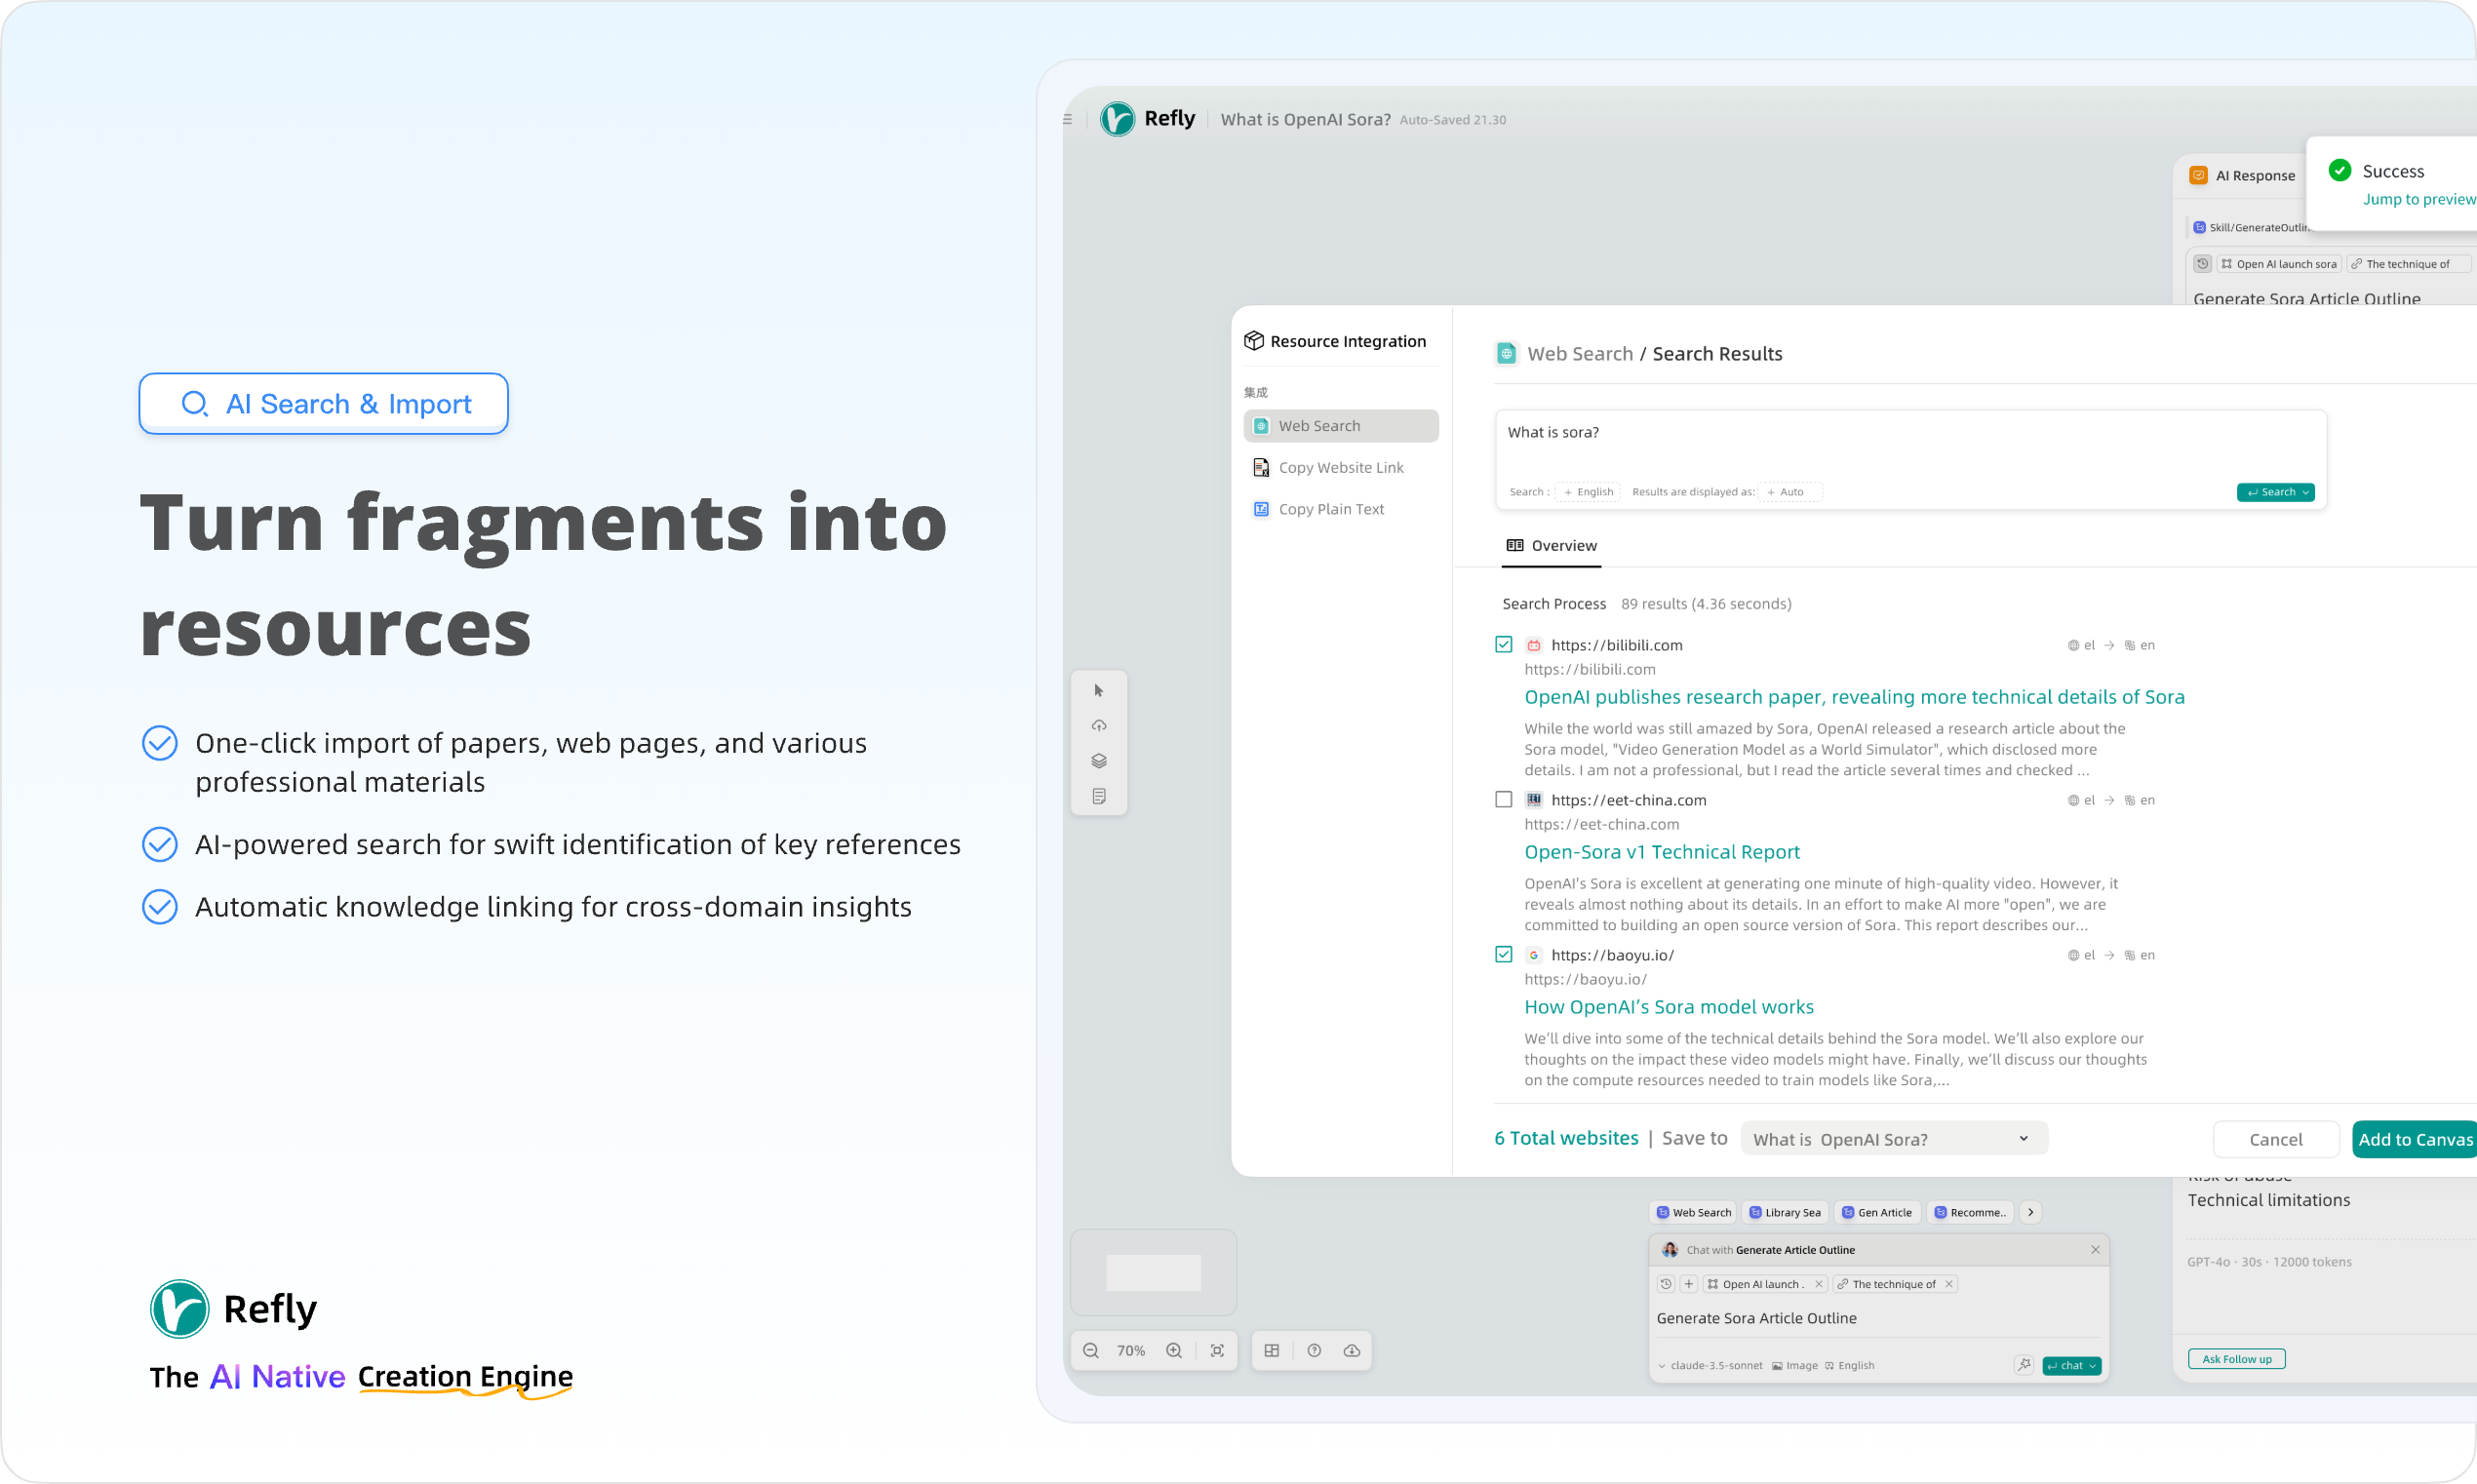 AI Search & Import
Turn fragments into
resources
One-click import of papers, web pages, and various
professional materials
AI-powered search for swift identification of key references
Automatic knowledge linking for cross-domain insights
Refly
The AI Native Creation Engine
Refly
What is OpenAI Sora? Auto-Saved 21.30
AI Response
Success
Jump to preview
Skill/GenerateOutlin
Open AI launch sora
The technique of
Generate Sora Article Outline
Resource Integration
集成
Web Search
Copy Website Link
Copy Plain Text
Web Search / Search Results
What is sora?
Search : + English Results are displayed as: + Auto
Search
Overview
Search Process 89 results (4.36 seconds)
https://bilibili.com el → en
https://bilibili.com
OpenAI publishes research paper, revealing more technical details of Sora
While the world was still amazed by Sora, OpenAI released a research article about the
Sora model, "Video Generation Model as a World Simulator", which disclosed more
details. I am not a professional, but I read the article several times and checked ...
https://eet-china.com el → en
https://eet-china.com
Open-Sora v1 Technical Report
OpenAI's Sora is excellent at generating one minute of high-quality video. However, it
reveals almost nothing about its details. In an effort to make AI more "open", we are
committed to building an open source version of Sora. This report describes our...
https://baoyu.io/ el → en
https://baoyu.io/
How OpenAI’s Sora model works
We’ll dive into some of the technical details behind the Sora model. We’ll also explore our
thoughts on the impact these video models might have. Finally, we’ll discuss our thoughts
on the compute resources needed to train models like Sora,...
6 Total websites | Save to What is OpenAI Sora?
Cancel
Add to Canvas
Risk of abuse
Technical limitations
GPT-4o · 30s · 12000 tokens
Ask Follow up
Web Search
Library Sea
Gen Article
Recomme..
Chat with Generate Article Outline
Open AI launch .
The technique of
Generate Sora Article Outline
claude-3.5-sonnet Image English
chat
70%